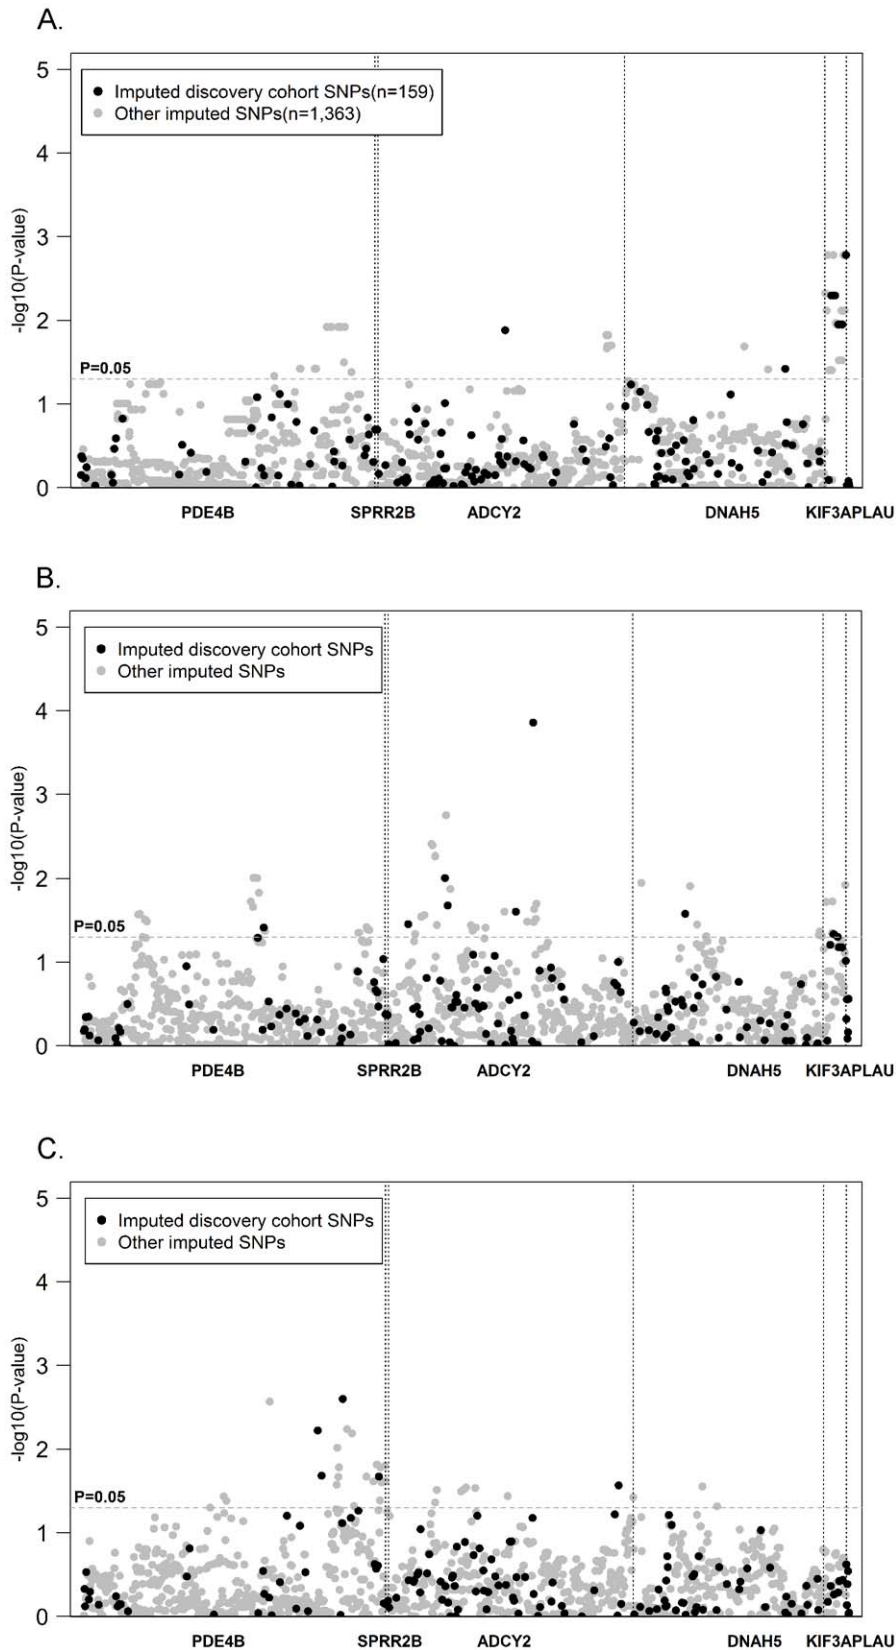 A.
5
Imputed discovery cohort SNPs(n=159)
Other imputed SNPs(n=1,363)
4
3
-log10(P-value)
2
P=0.05
1
0
PDE4B SPRR2B ADCY2 DNAH5 KIF3APLAU
B.
5
Imputed discovery cohort SNPs
Other imputed SNPs
4
3
-log10(P-value)
2
P=0.05
1
0
PDE4B SPRR2B ADCY2 DNAH5 KIF3APLAU
C.
5
Imputed discovery cohort SNPs
Other imputed SNPs
4
3
-log10(P-value)
2
P=0.05
1
0
PDE4B SPRR2B ADCY2 DNAH5 KIF3APLAU